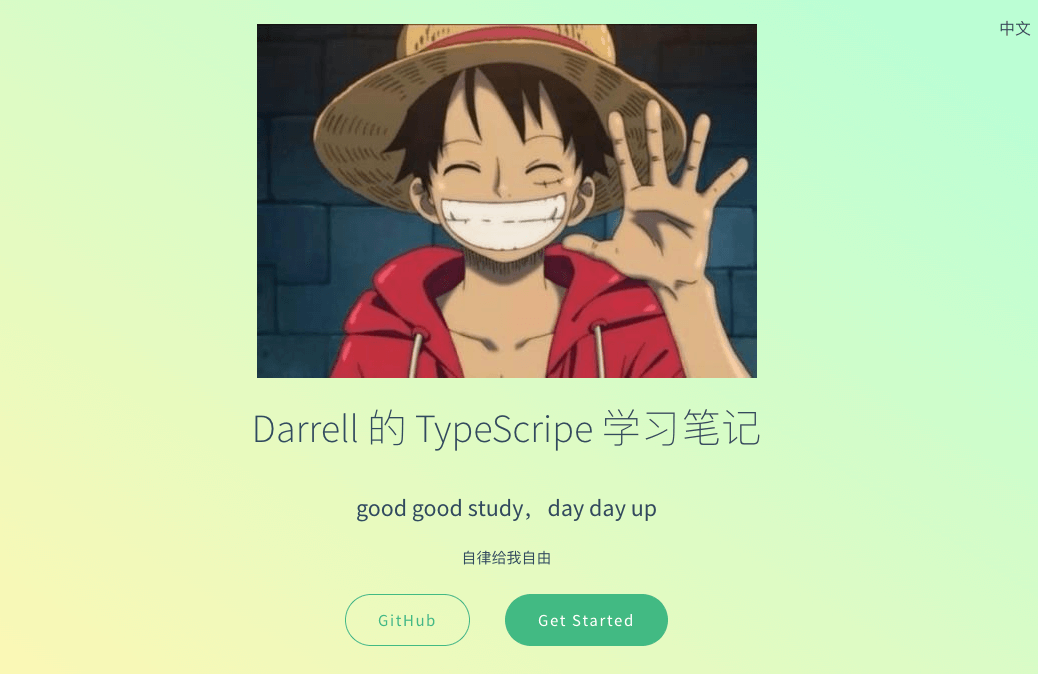 中文
Darrell 的 TypeScripe 学习笔记
good good study， day day up
自律给我自由
GitHub
Get Started